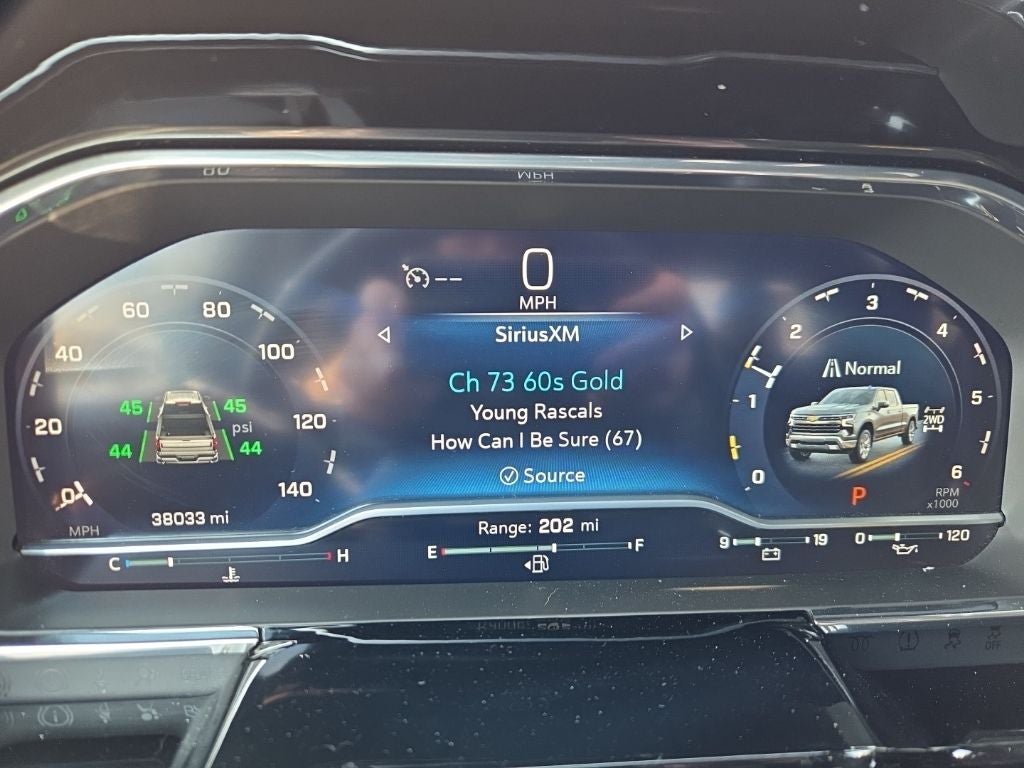 0
MPH
--
SiriusXM
Ch 73 60s Gold
Young Rascals
How Can I Be Sure (67)
Source
0
20
40
60
80
100
120
140
MPH
45
45
psi
44
44
38033 mi
Range: 202 mi
C
H
E
F
0
1
2
3
4
5
6
RPM
x1000
Normal
2WD
P
9
19
0
120
OFF